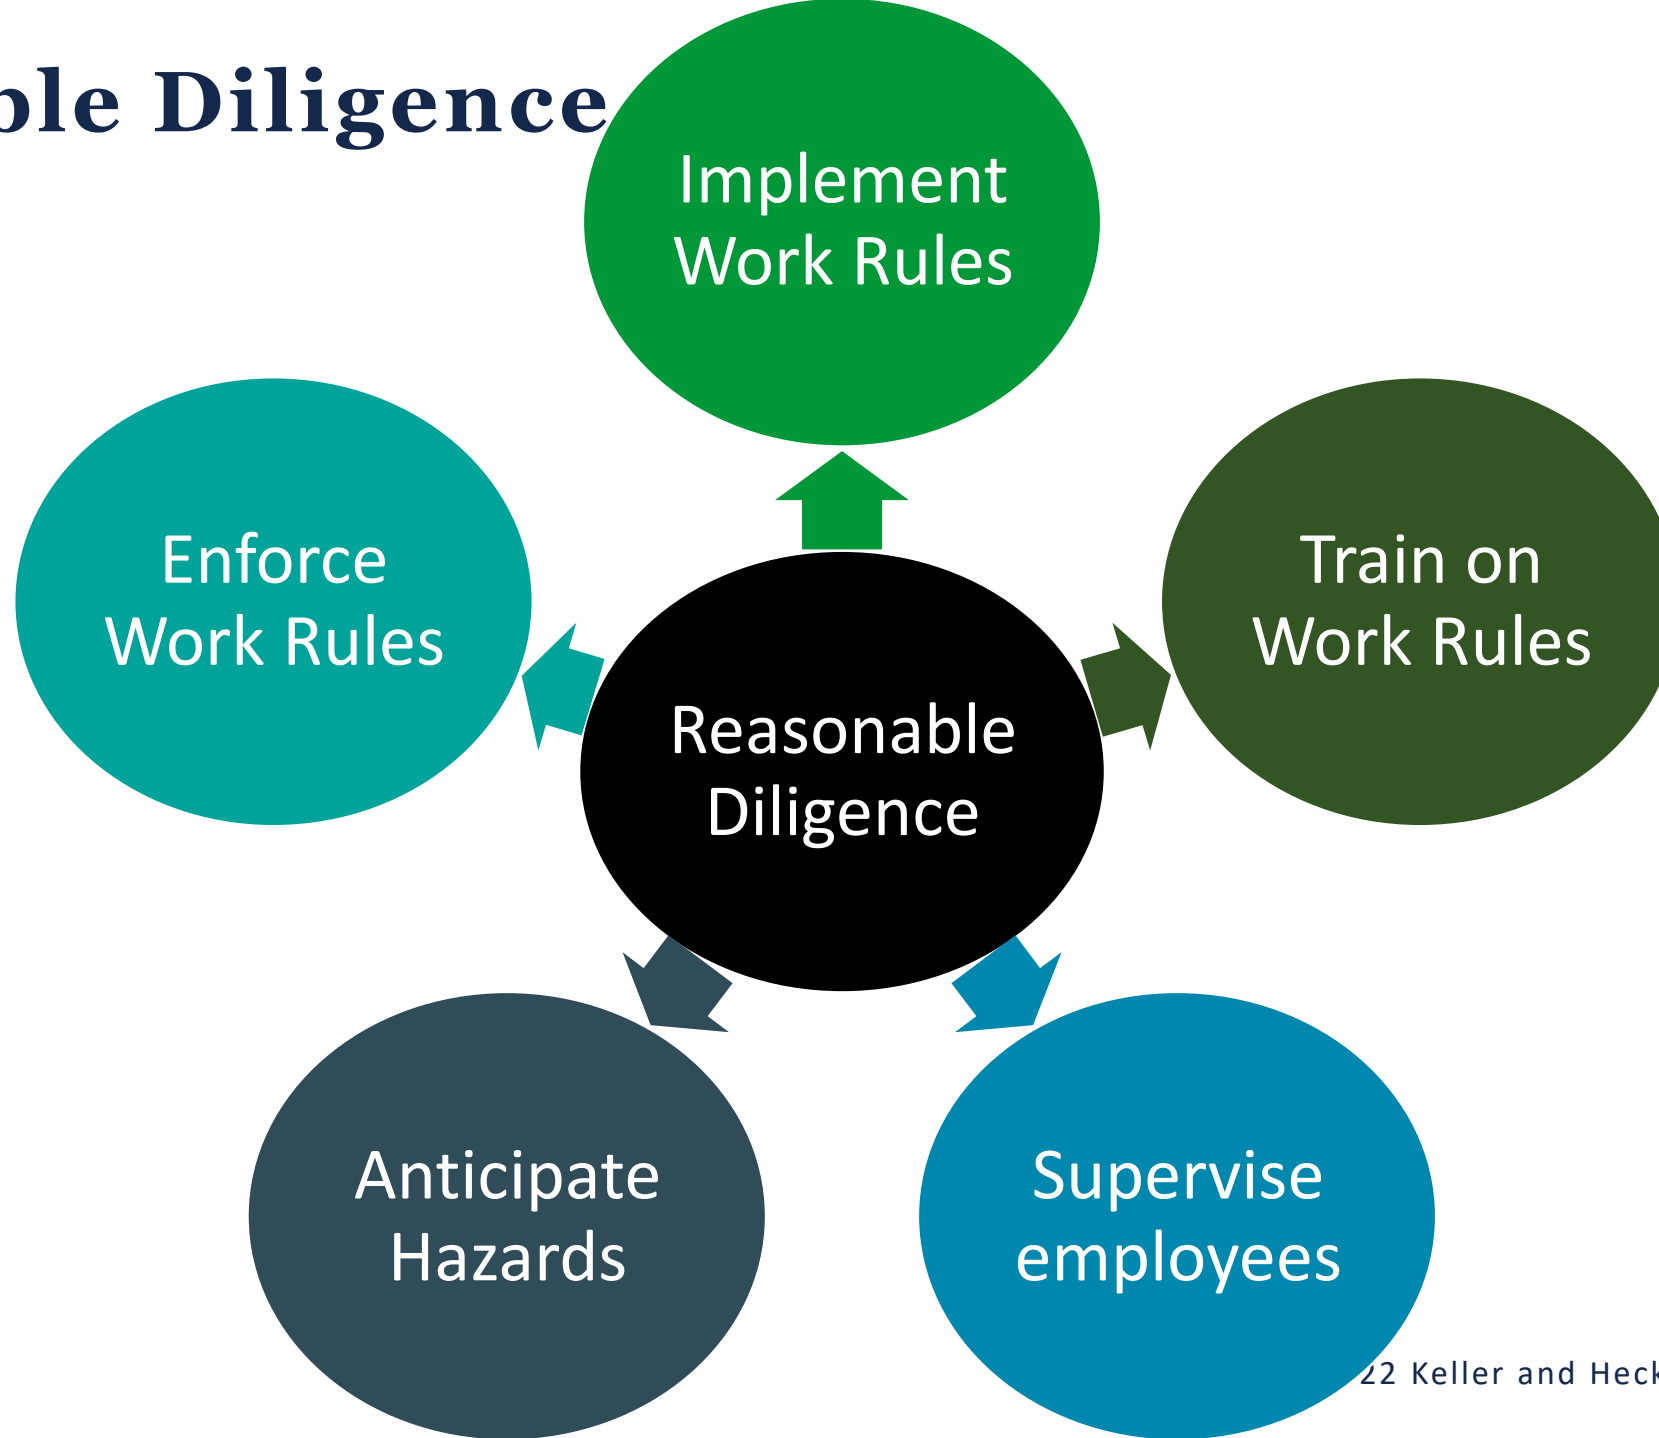 ble Diligence
Implement
Work Rules
Enforce
Work Rules
Train on
Work Rules
Reasonable
Diligence
Anticipate
Hazards
Supervise
employees
22 Keller and Heck